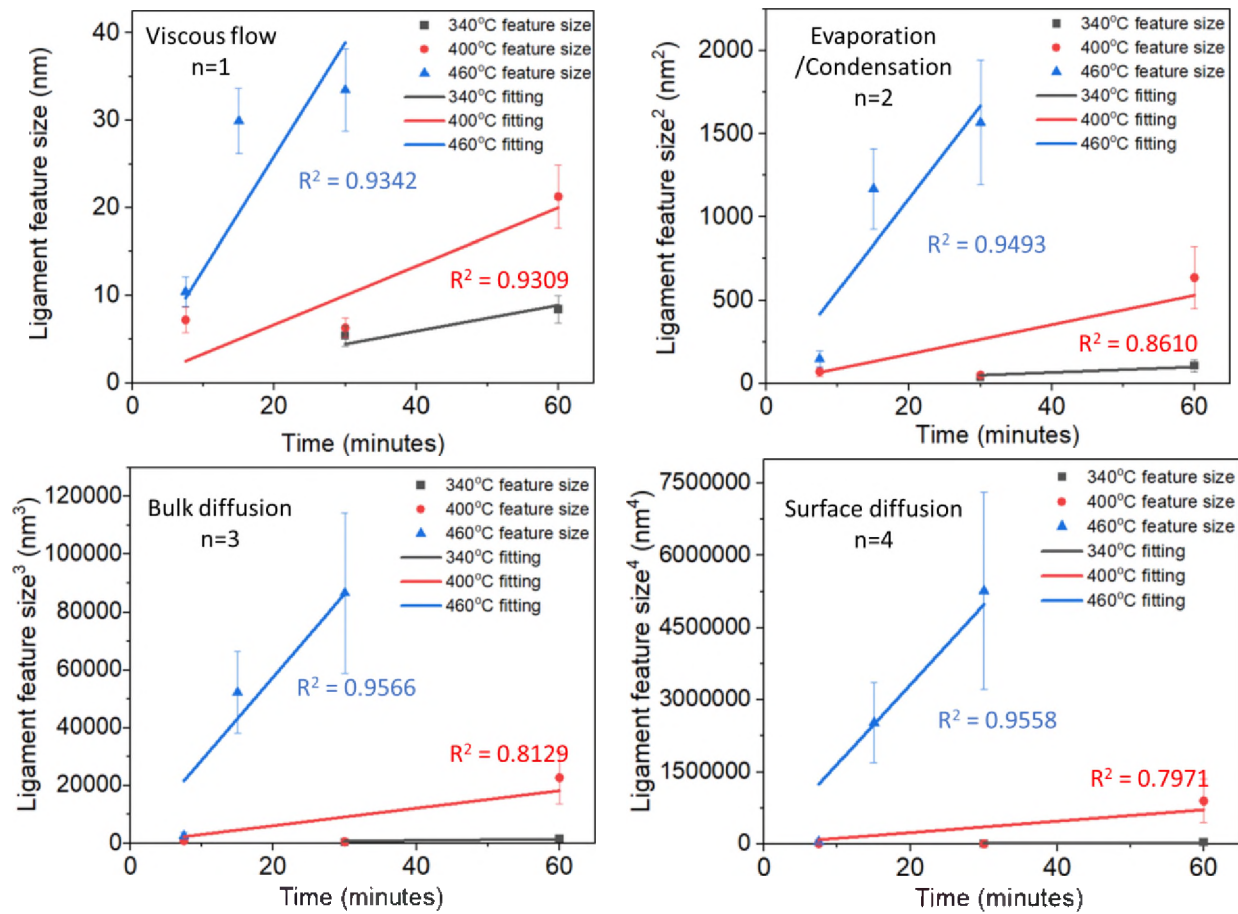 Viscous flow
n=1
340°C feature size
400°C feature size
460°C feature size
340°C fitting
400°C fitting
460°C fitting
R² = 0.9342
R² = 0.9309
Ligament feature size (nm)
40
30
20
10
0
0 20 40 60
Time (minutes)
Evaporation
/Condensation
n=2
340°C feature size
400°C feature size
460°C feature size
340°C fitting
400°C fitting
460°C fitting
R² = 0.9493
R² = 0.8610
Ligament feature size² (nm²)
2000
1500
1000
500
0
0 20 40 60
Time (minutes)
Bulk diffusion
n=3
340°C feature size
400°C feature size
460°C feature size
340°C fitting
400°C fitting
460°C fitting
R² = 0.9566
R² = 0.8129
Ligament feature size³ (nm³)
120000
100000
80000
60000
40000
20000
0
0 20 40 60
Time (minutes)
Surface diffusion
n=4
340°C feature size
400°C feature size
460°C feature size
340°C fitting
400°C fitting
460°C fitting
R² = 0.9558
R² = 0.7971
Ligament feature size⁴ (nm⁴)
7500000
6000000
4500000
3000000
1500000
0
0 20 40 60
Time (minutes)